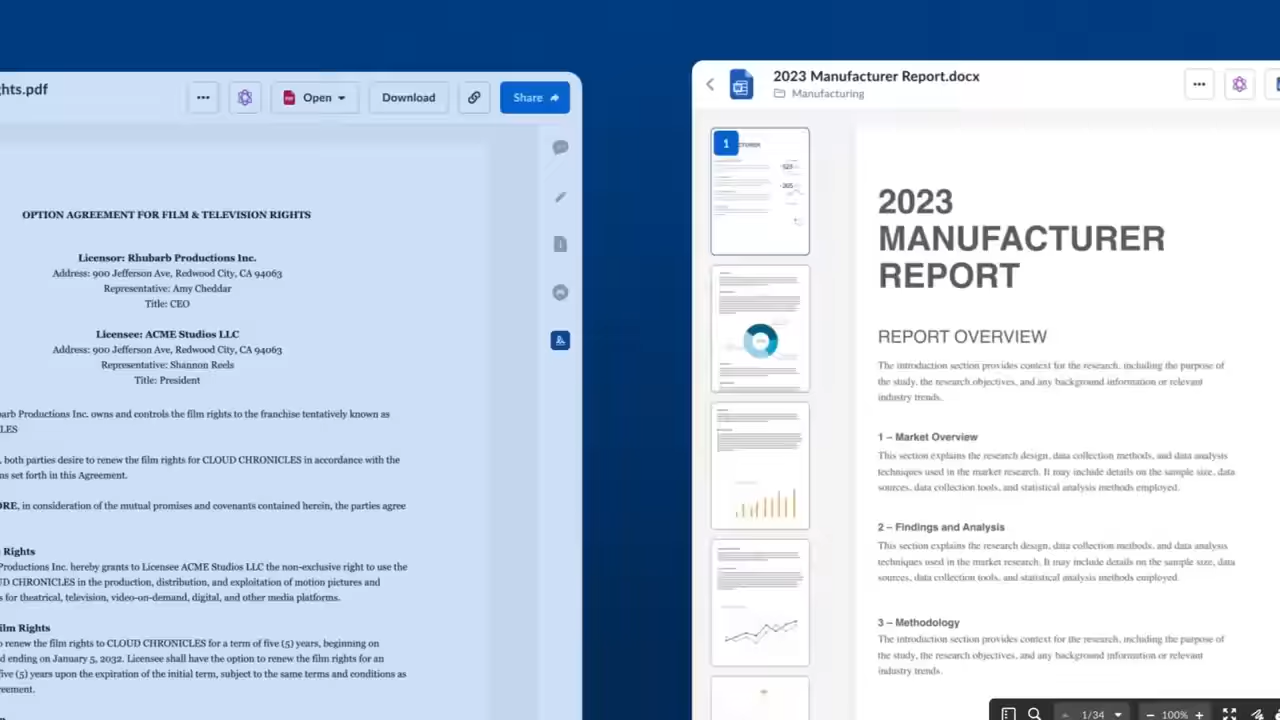 hts.pdf
Open
Download
Share
OPTION AGREEMENT FOR FILM & TELEVISION RIGHTS
Licensor: Rhubarb Productions Inc.
Address: 900 Jefferson Ave, Redwood City, CA 94063
Representative: Amy Cheddar
Title: CEO
Licensee: ACME Studios LLC
Address: 900 Jefferson Ave, Redwood City, CA 94063
Representative: Shannon Reels
Title: President
arb Productions Inc. owns and controls the film rights to the franchise tentatively known as
LES
, both parties desire to renew the film rights for CLOUD CHRONICLES in accordance with the
ns set forth in this Agreement.
ORE, in consideration of the mutual promises and covenants contained herein, the parties agree
Rights
Productions Inc. hereby grants to Licensee ACME Studios LLC the non-exclusive right to use the
UD CHRONICLES in the production, distribution, and exploitation of motion pictures and
s for theatrical, television, video-on-demand, digital, and other media platforms.
ilm Rights
o renew the film rights to CLOUD CHRONICLES for a term of five (5) years, beginning on
d ending on January 5, 2032. Licensee shall have the option to renew the film rights for an
five (5) years upon the expiration of the initial term, subject to the same terms and conditions as
reement.
2023 Manufacturer Report.docx
Manufacturing
1
2023
MANUFACTURER
REPORT
REPORT OVERVIEW
The introduction section provides context for the research, including the purpose of
the study, the research objectives, and any background information or relevant
industry trends.
1 – Market Overview
This section explains the research design, data collection methods, and data analysis
techniques used in the market research. It may include details on the sample size, data
sources, data collection tools, and statistical analysis methods employed.
2 – Findings and Analysis
This section explains the research design, data collection methods, and data analysis
techniques used in the market research. It may include details on the sample size, data
sources, data collection tools, and statistical analysis methods employed.
3 – Methodology
The introduction section provides context for the research, including the purpose of
the study, the research objectives, and any background information or relevant
industry trends.
1/34
100%